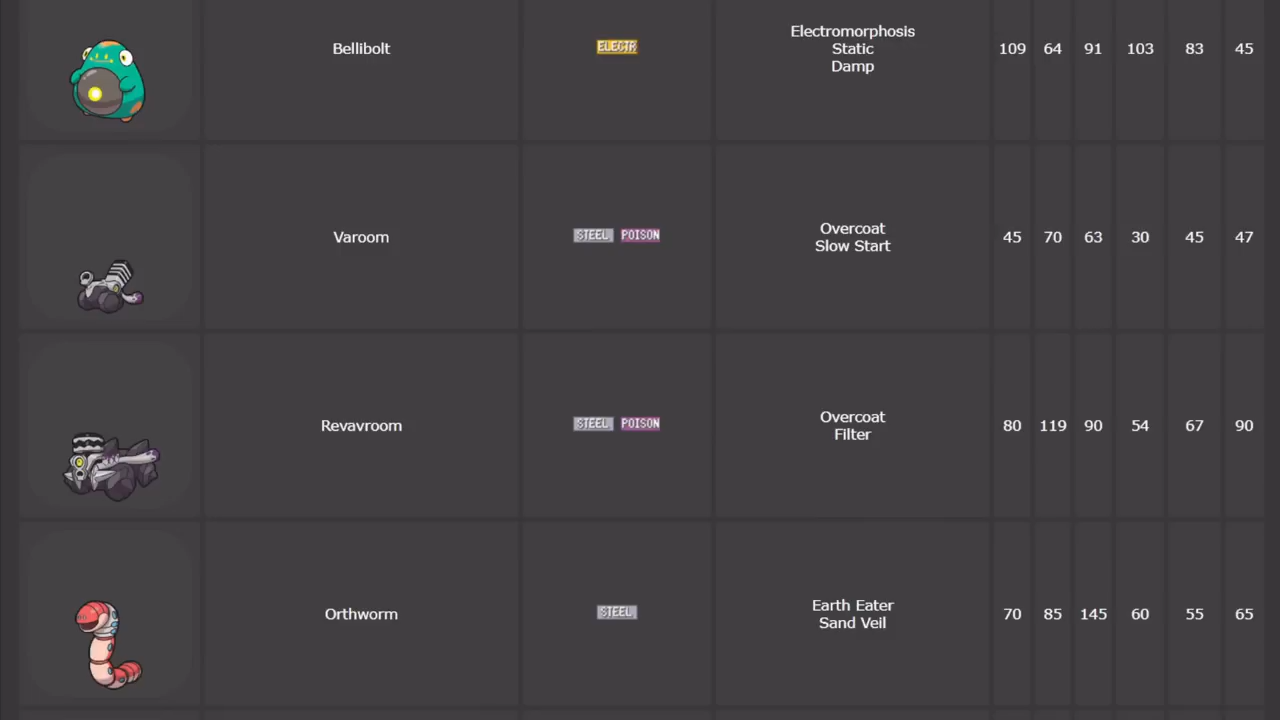 Bellibolt ELECTR Electromorphosis 109 64 91 103 83 45
Static
Damp
Varoom STEEL POISON Overcoat 45 70 63 30 45 47
Slow Start
Revavroom STEEL POISON Overcoat 80 119 90 54 67 90
Filter
Orthworm STEEL Earth Eater 70 85 145 60 55 65
Sand Veil